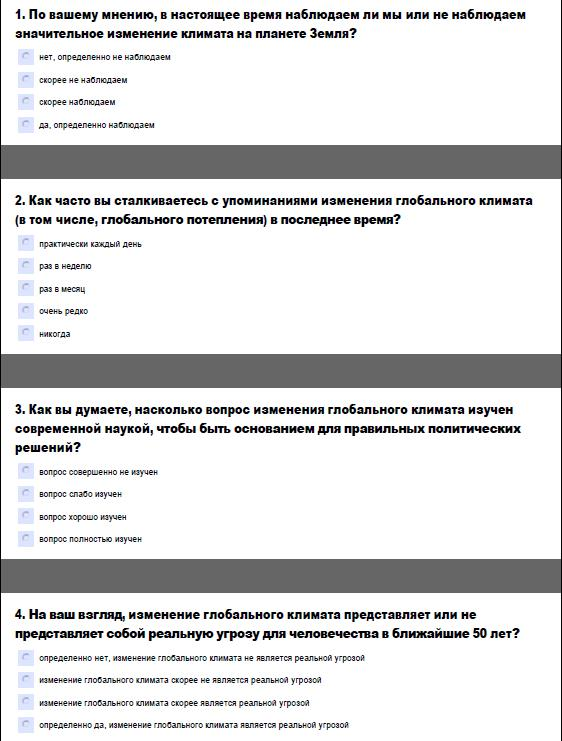 1. По вашему мнению, в настоящее время наблюдаем ли мы или не наблюдаем
значительное изменение климата на планете Земля?
нет, определенно не наблюдаем
скорее не наблюдаем
скорее наблюдаем
да, определенно наблюдаем
2. Как часто вы сталкиваетесь с упоминаниями изменения глобального климата
(в том числе, глобального потепления) в последнее время?
практически каждый день
раз в неделю
раз в месяц
очень редко
никогда
3. Как вы думаете, насколько вопрос изменения глобального климата изучен
современной наукой, чтобы быть основанием для правильных политических
решений?
вопрос совершенно не изучен
вопрос слабо изучен
вопрос хорошо изучен
вопрос полностью изучен
4. На ваш взгляд, изменение глобального климата представляет или не
представляет собой реальную угрозу для человечества в ближайшие 50 лет?
определенно нет, изменение глобального климата не является реальной угрозой
изменение глобального климата скорее не является реальной угрозой
изменение глобального климата скорее является реальной угрозой
определенно да, изменение глобального климата является реальной угрозой